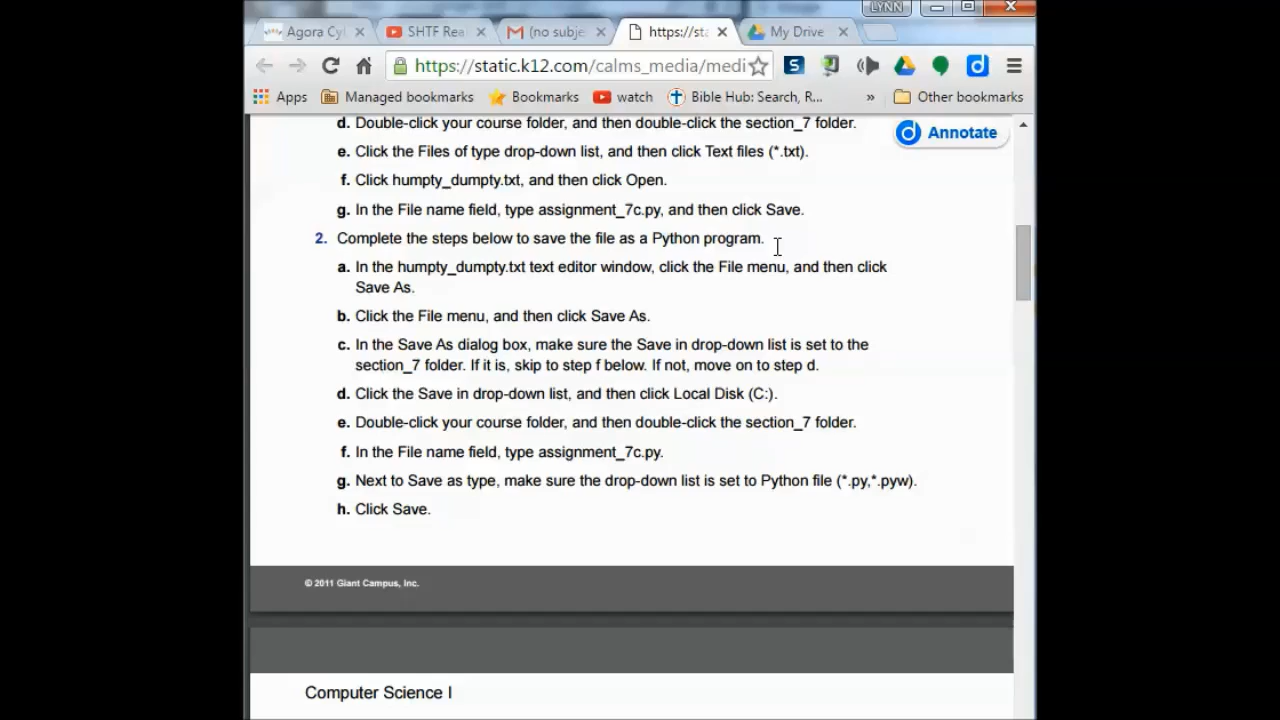 LYNN
Agora Cyl
SHTF Rea
(no subje
https://sta
My Drive
https://static.k12.com/calms_media/medi
Apps
Managed bookmarks
Bookmarks
watch
Bible Hub: Search, R...
»
Other bookmarks
d. Double-click your course folder, and then double-click the section_7 folder.
Annotate
e. Click the Files of type drop-down list, and then click Text files (*.txt).
f. Click humpty_dumpty.txt, and then click Open.
g. In the File name field, type assignment_7c.py, and then click Save.
2. Complete the steps below to save the file as a Python program.
a. In the humpty_dumpty.txt text editor window, click the File menu, and then click
Save As.
b. Click the File menu, and then click Save As.
c. In the Save As dialog box, make sure the Save in drop-down list is set to the
section_7 folder. If it is, skip to step f below. If not, move on to step d.
d. Click the Save in drop-down list, and then click Local Disk (C:).
e. Double-click your course folder, and then double-click the section_7 folder.
f. In the File name field, type assignment_7c.py.
g. Next to Save as type, make sure the drop-down list is set to Python file (*.py,*.pyw).
h. Click Save.
© 2011 Giant Campus, Inc.
Computer Science I